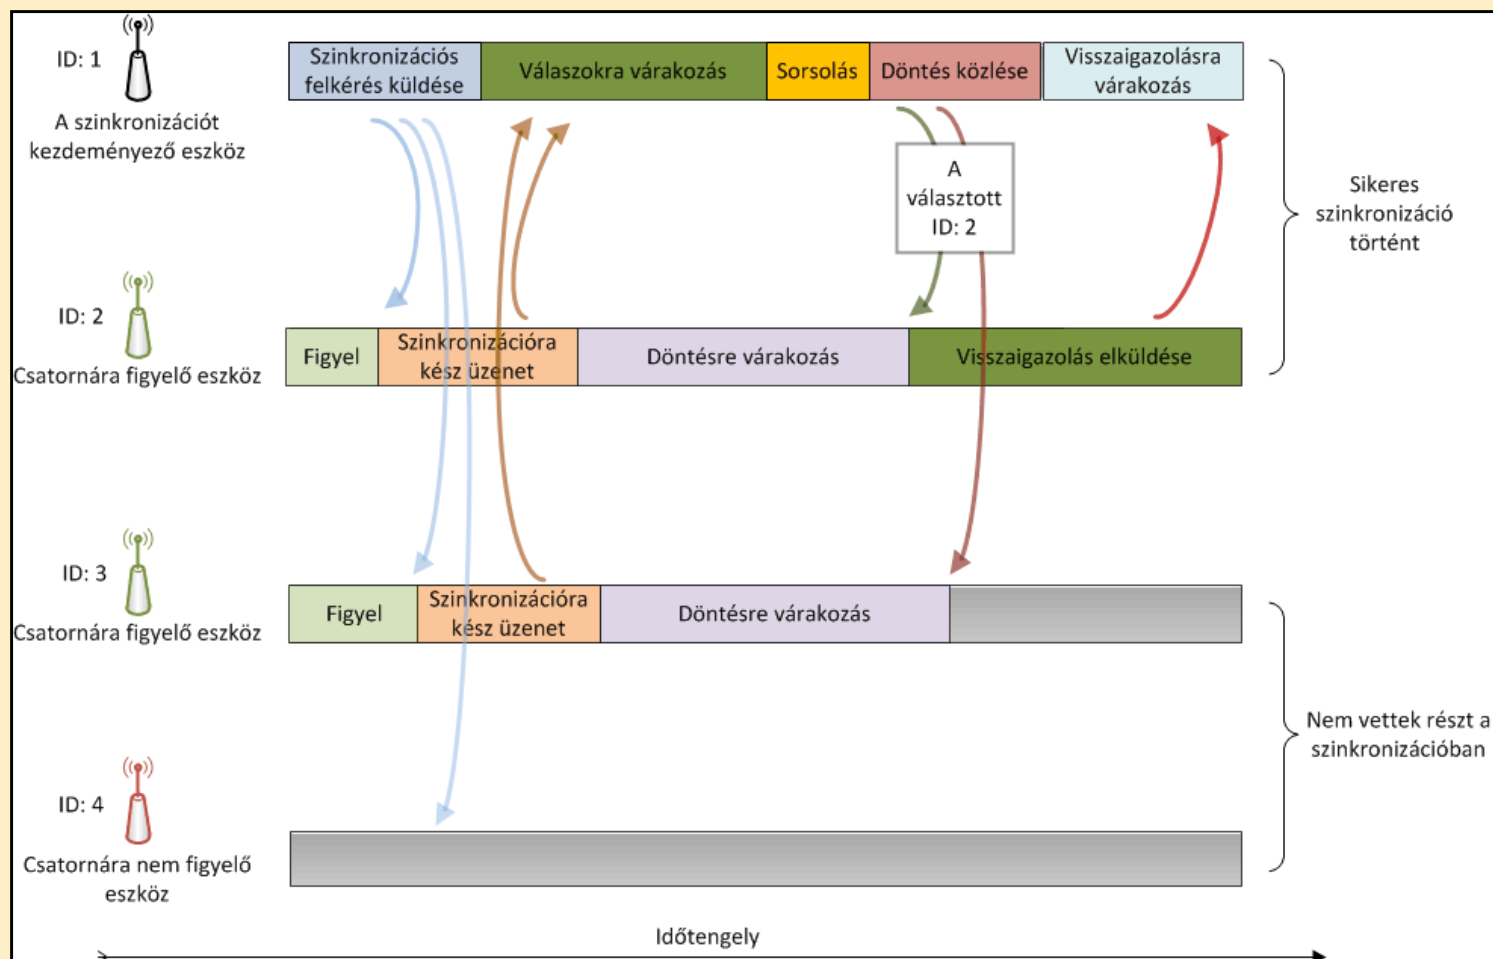 ID: 1
A szinkronizációt
kezdeményező eszköz
Szinkronizációs
felkérés küldése
Válaszokra várakozás
Sorsolás
Döntés közlése
Visszaigazolásra
várakozás
A
választott
ID: 2
Sikeres
szinkronizáció
történt
ID: 2
Csatornára figyelő eszköz
Figyel
Szinkronizációra
kész üzenet
Döntésre várakozás
Visszaigazolás elküldése
ID: 3
Csatornára figyelő eszköz
Figyel
Szinkronizációra
kész üzenet
Döntésre várakozás
Nem vettek részt a
szinkronizációban
ID: 4
Csatornára nem figyelő
eszköz
Időtengely